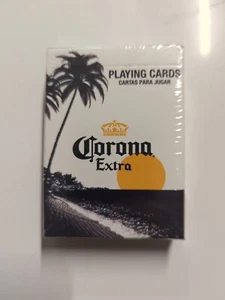 PLAYING CARDS
CARTAS PARA JUGAR
Corona
Extra